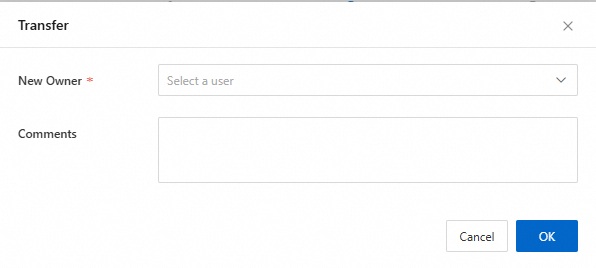 Transfer
New Owner *
Select a user
Comments
Cancel
OK